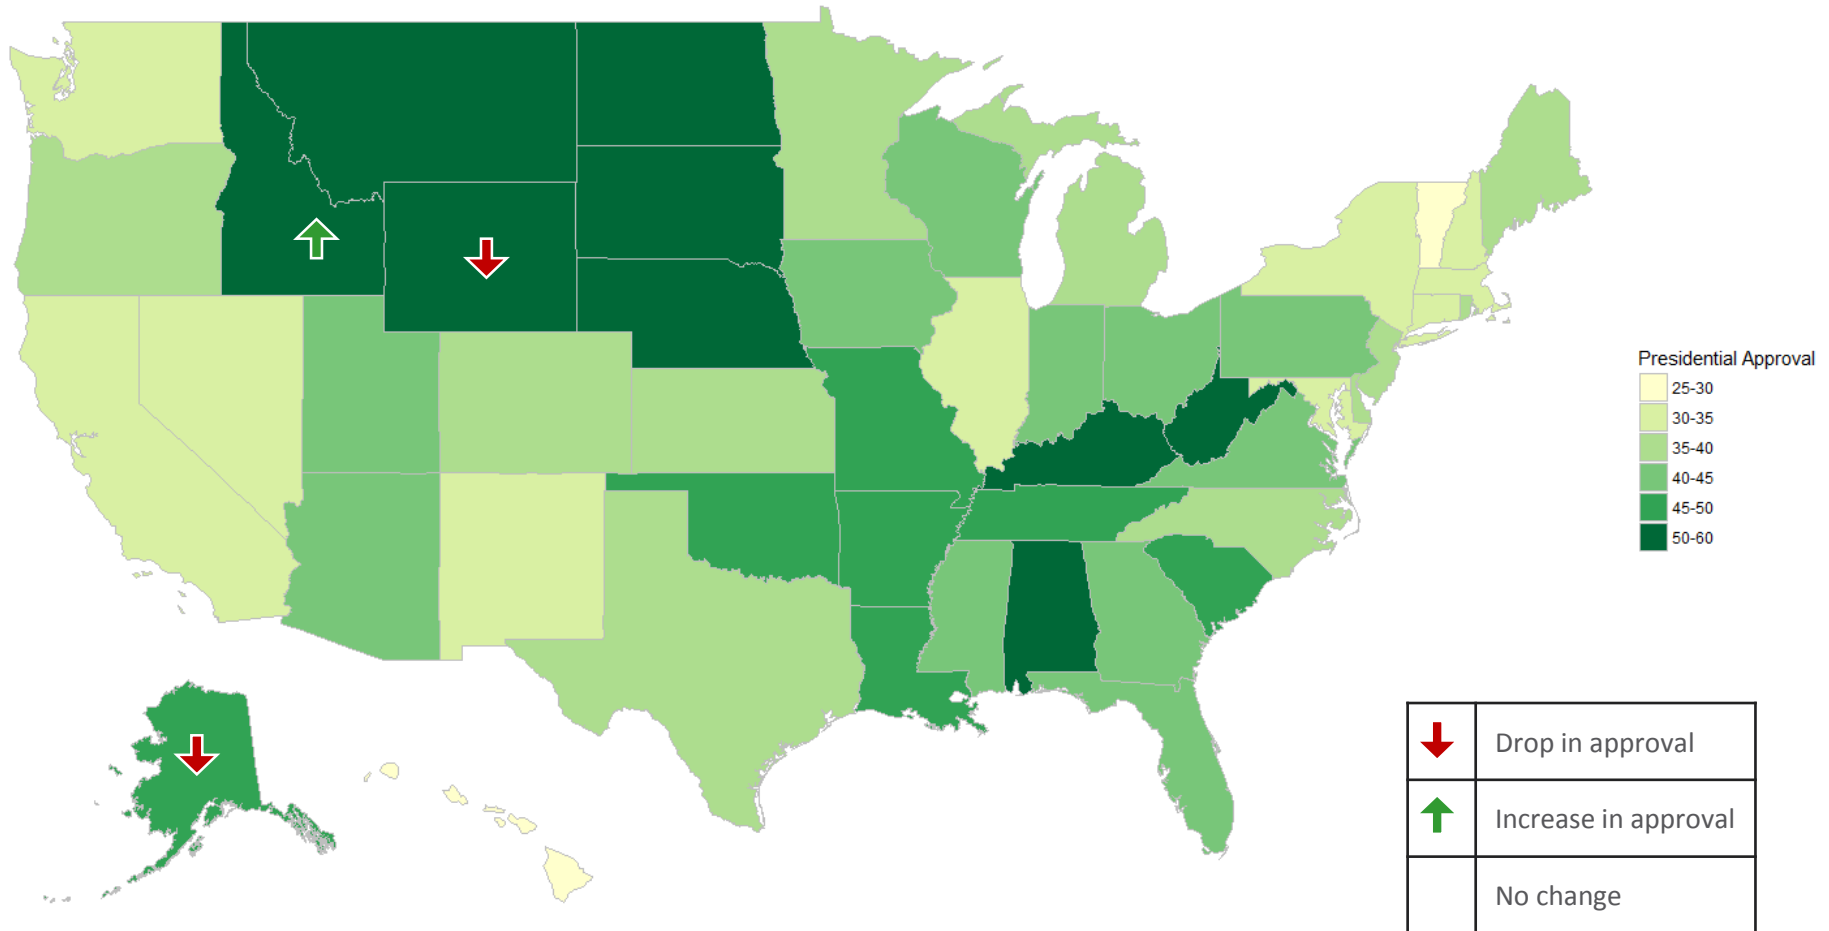 Presidential Approval
25-30
30-35
35-40
40-45
45-50
50-60
Drop in approval
Increase in approval
No change